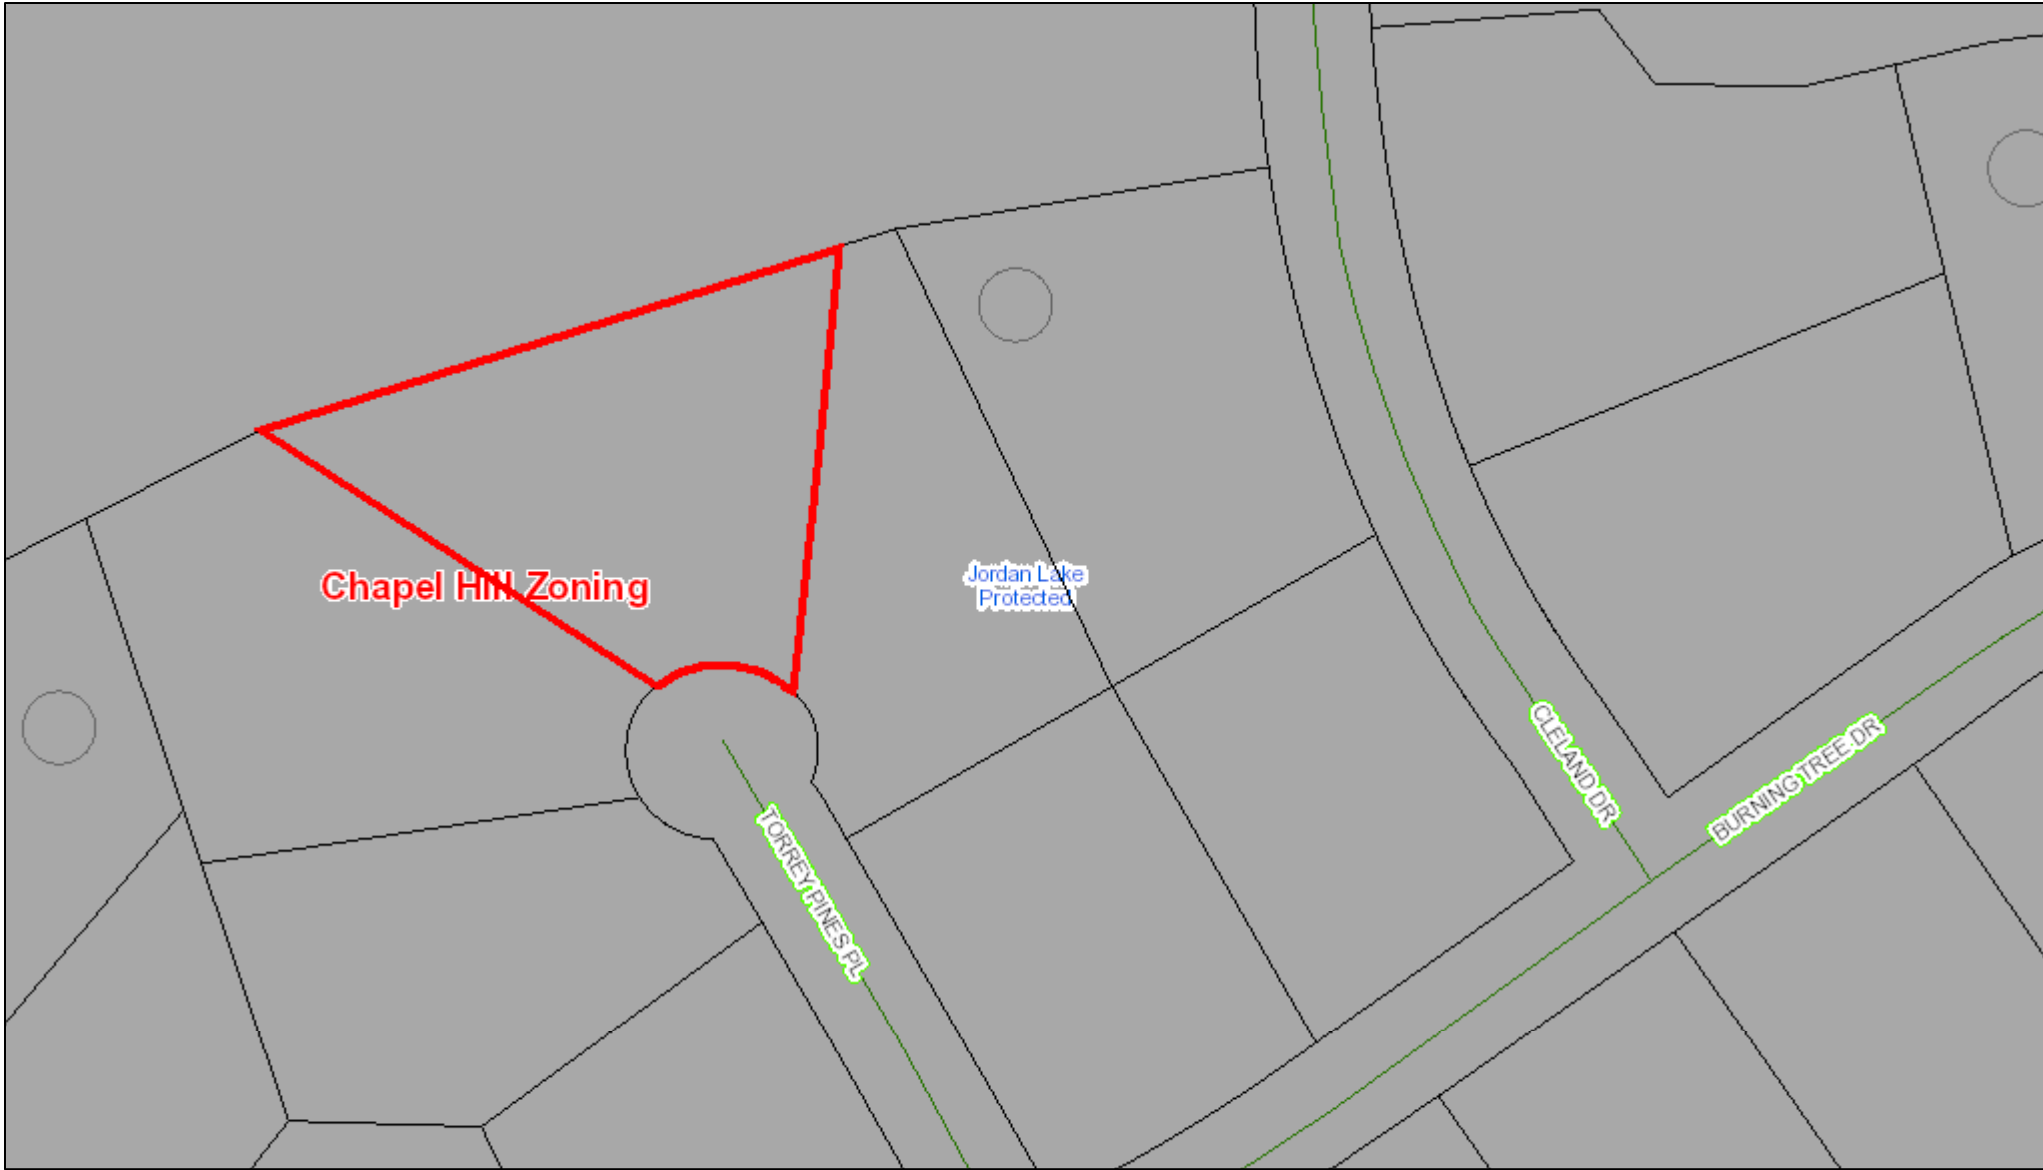 Chapel Hill Zoning
Jordan Lake
Protected
CLELAND DR
BURNING TREE DR
TORREY PINES PL